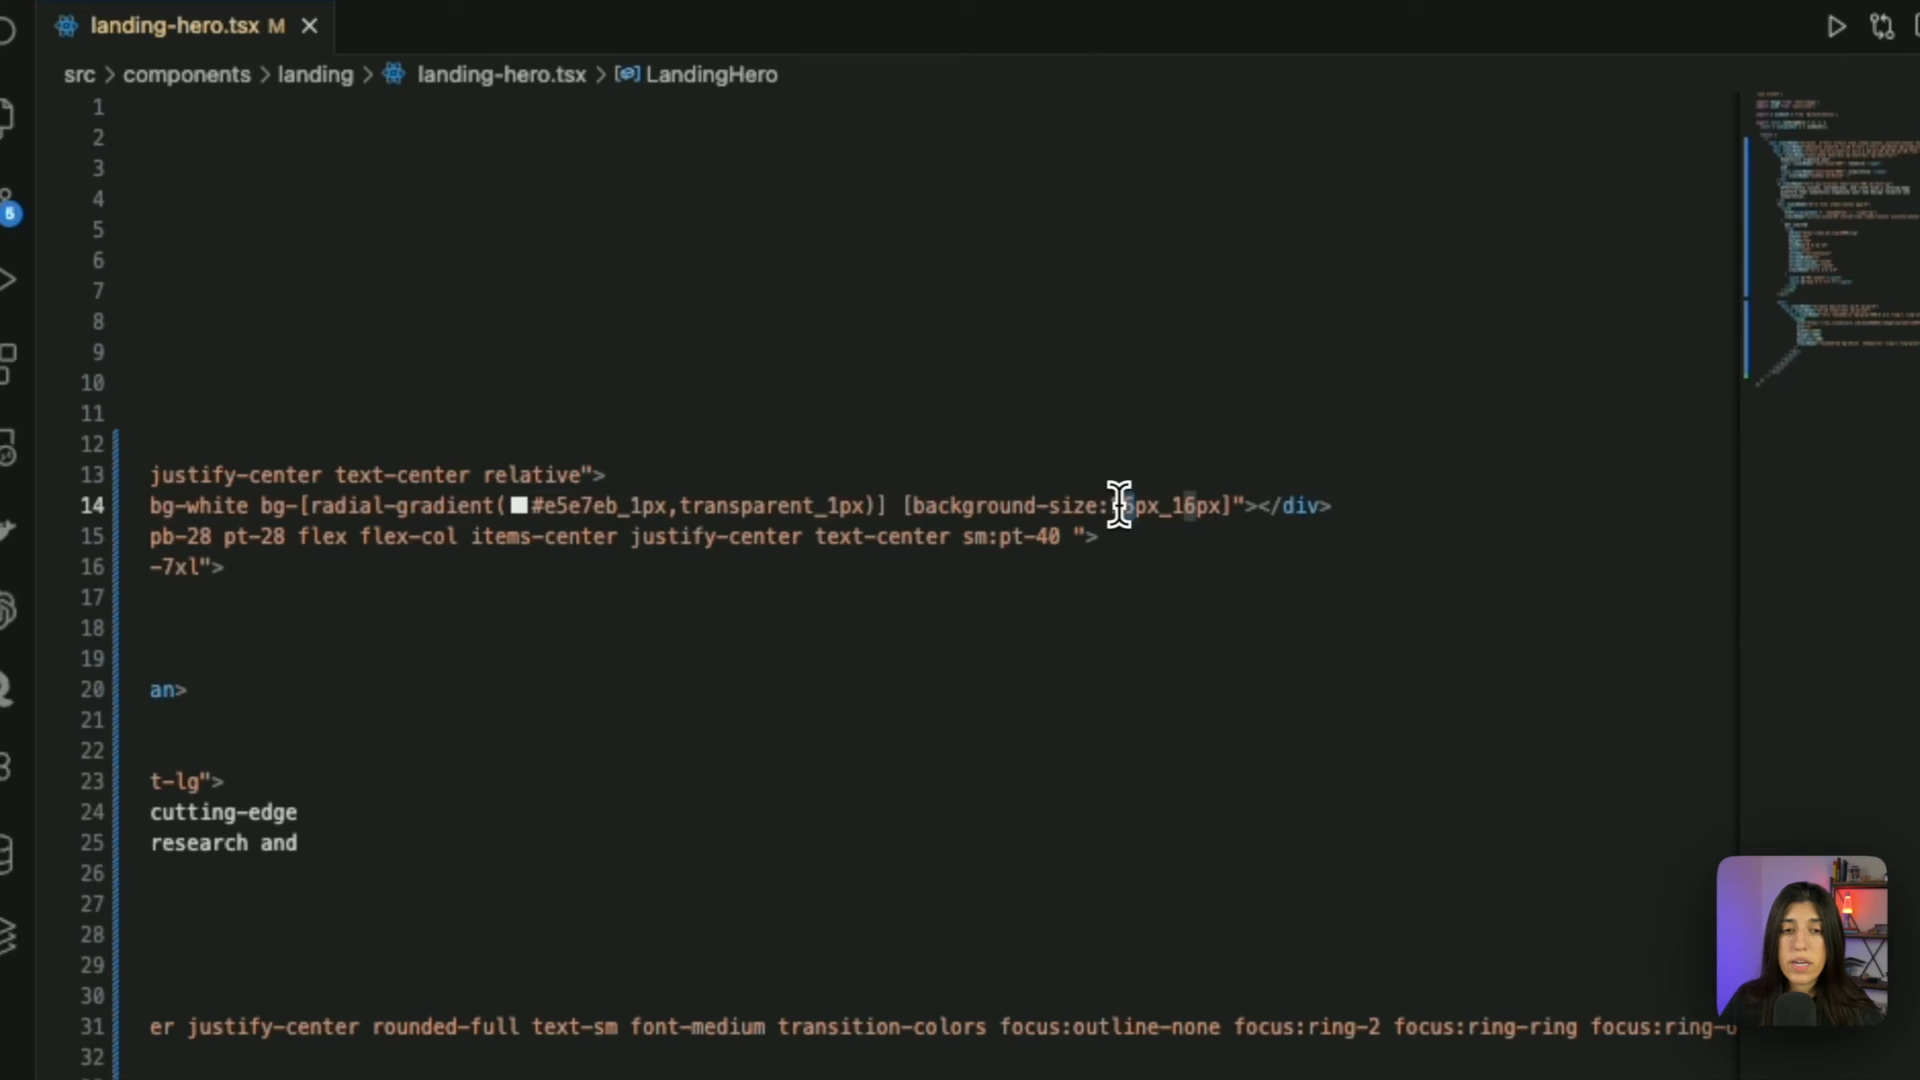 landing-hero.tsx M
src > components > landing > landing-hero.tsx > LandingHero
1
2
3
4
5
6
7
8
9
10
11
12
13 justify-center text-center relative">
14 bg-white bg-[radial-gradient(#e5e7eb_1px,transparent_1px)] [background-size:16px_16px]"></div>
15 pb-28 pt-28 flex flex-col items-center justify-center text-center sm:pt-40 ">
16 -7xl">
17
18
19
20 an>
21
22
23 t-lg">
24 cutting-edge
25 research and
26
27
28
29
30
31 er justify-center rounded-full text-sm font-medium transition-colors focus:outline-none focus:ring-2 focus:ring-ring focus:ring-o
32
5